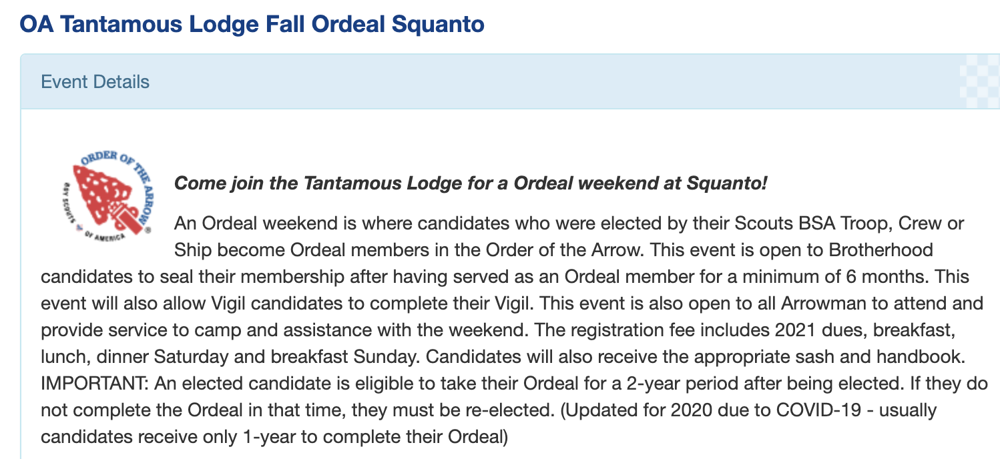 OA Tantamous Lodge Fall Ordeal Squanto
Event Details
ORDER OF THE ARROW
BOY SCOUTS OF AMERICA
®
Come join the Tantamous Lodge for a Ordeal weekend at Squanto!
An Ordeal weekend is where candidates who were elected by their Scouts BSA Troop, Crew or
Ship become Ordeal members in the Order of the Arrow. This event is open to Brotherhood
candidates to seal their membership after having served as an Ordeal member for a minimum of 6 months. This
event will also allow Vigil candidates to complete their Vigil. This event is also open to all Arrowman to attend and
provide service to camp and assistance with the weekend. The registration fee includes 2021 dues, breakfast,
lunch, dinner Saturday and breakfast Sunday. Candidates will also receive the appropriate sash and handbook.
IMPORTANT: An elected candidate is eligible to take their Ordeal for a 2-year period after being elected. If they do
not complete the Ordeal in that time, they must be re-elected. (Updated for 2020 due to COVID-19 - usually
candidates receive only 1-year to complete their Ordeal)